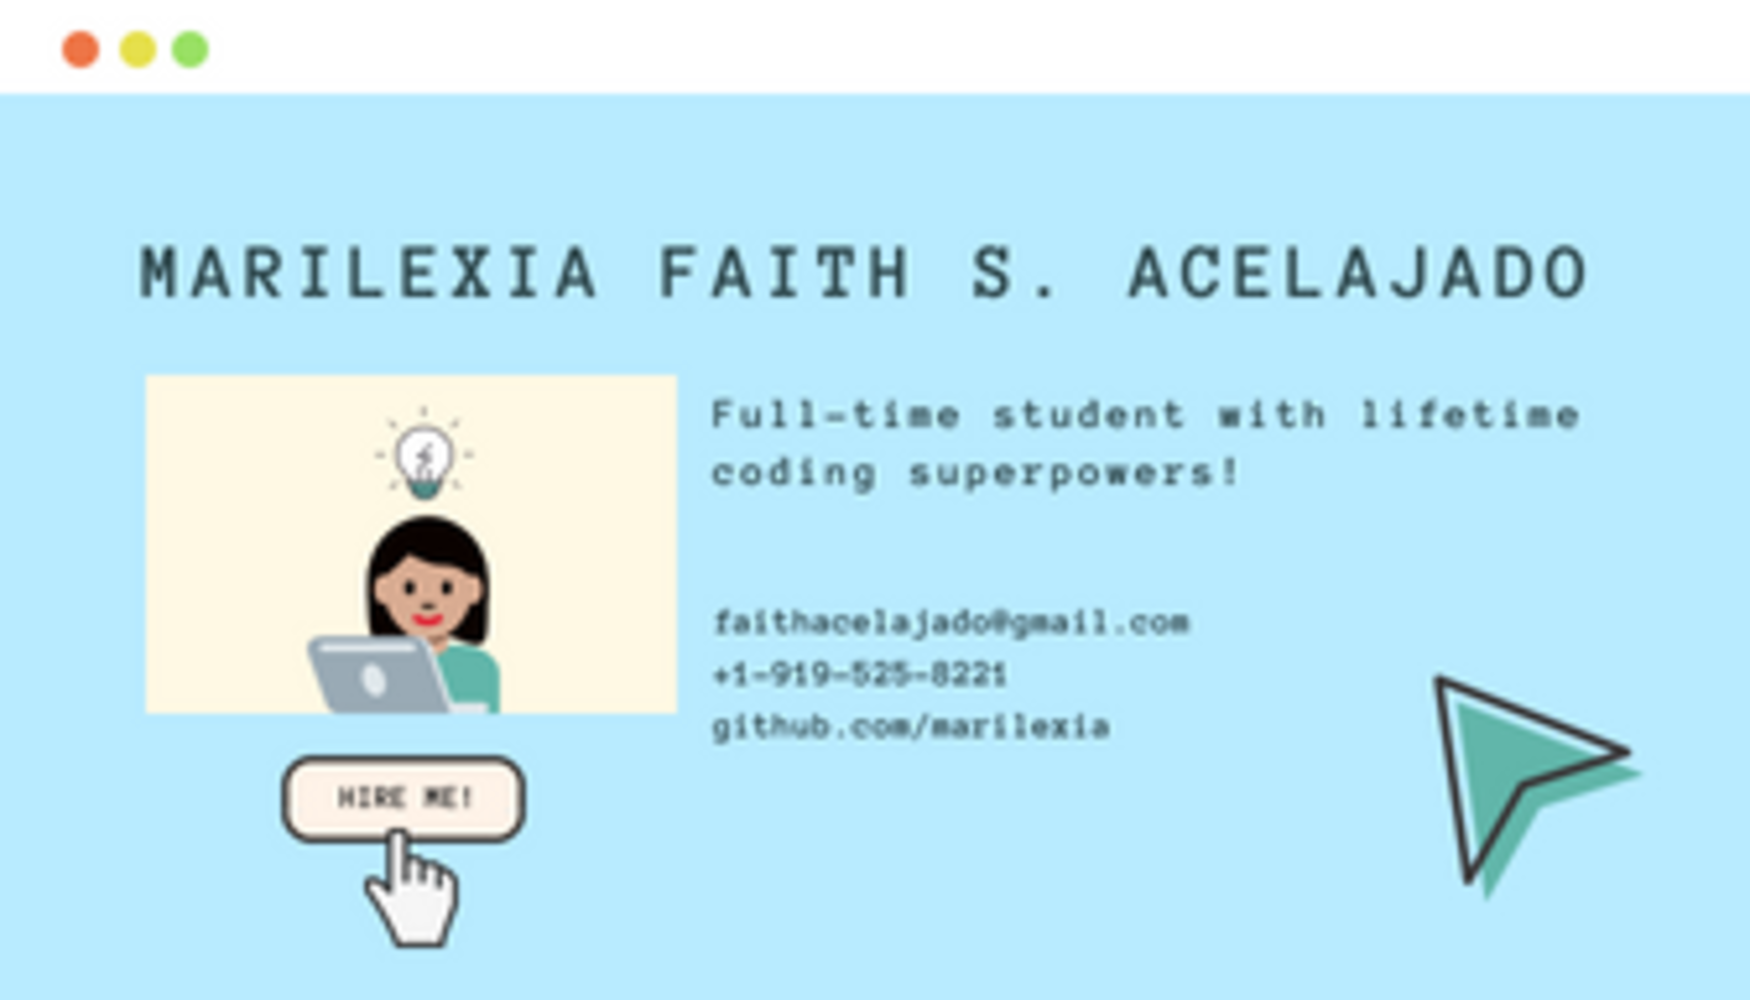 MARILEXIA FAITH S. ACELAJADO
Full-time student with lifetime
coding superpowers!
faithacelajado@gmail.com
+1-919-525-8221
github.com/marilexia
HIRE ME!